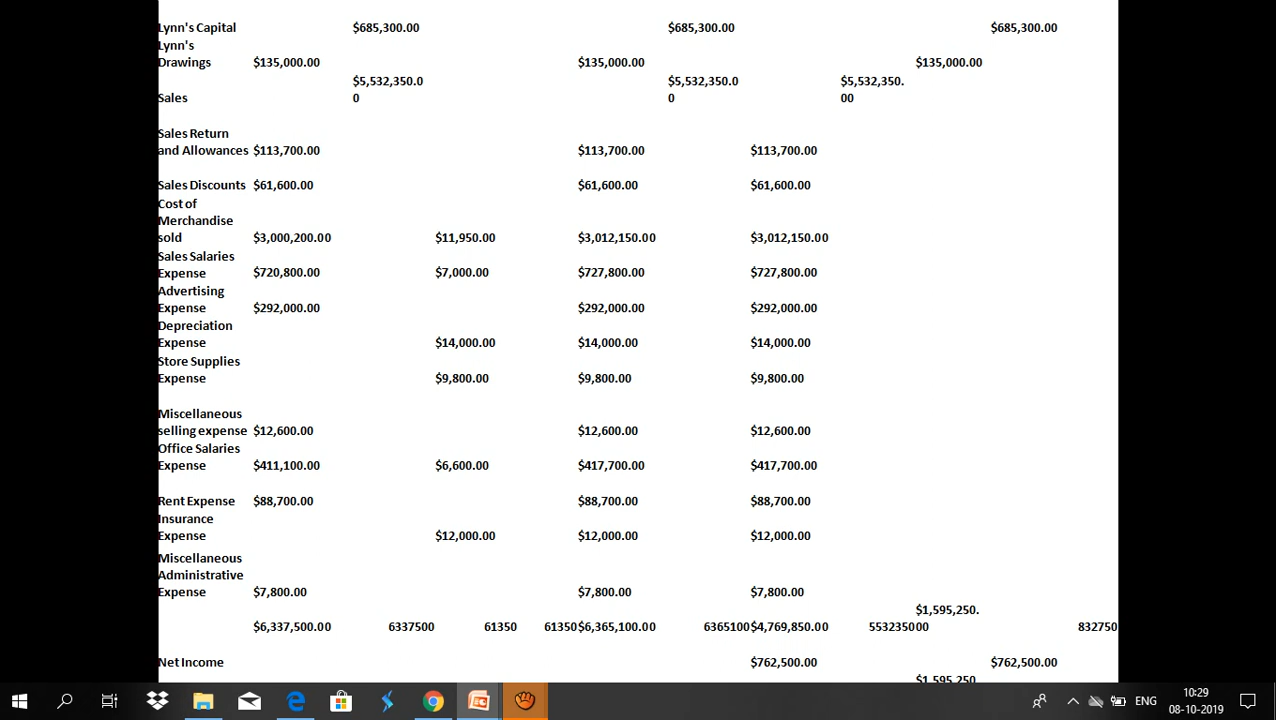 Lynn's Capital $685,300.00 $685,300.00 $685,300.00
Lynn's
Drawings $135,000.00 $135,000.00 $135,000.00
$5,532,350.0 $5,532,350.0 $5,532,350.
Sales 0 0 00
Sales Return
and Allowances $113,700.00 $113,700.00 $113,700.00
Sales Discounts $61,600.00 $61,600.00 $61,600.00
Cost of
Merchandise
sold $3,000,200.00 $11,950.00 $3,012,150.00 $3,012,150.00
Sales Salaries
Expense $720,800.00 $7,000.00 $727,800.00 $727,800.00
Advertising
Expense $292,000.00 $292,000.00 $292,000.00
Depreciation
Expense $14,000.00 $14,000.00 $14,000.00
Store Supplies
Expense $9,800.00 $9,800.00 $9,800.00
Miscellaneous
selling expense $12,600.00 $12,600.00 $12,600.00
Office Salaries
Expense $411,100.00 $6,600.00 $417,700.00 $417,700.00
Rent Expense $88,700.00 $88,700.00 $88,700.00
Insurance
Expense $12,000.00 $12,000.00 $12,000.00
Miscellaneous
Administrative
Expense $7,800.00 $7,800.00 $7,800.00
$1,595,250.
$6,337,500.00 6337500 61350 61350 $6,365,100.00 6365100 $4,769,850.00 5532350 00 832750
Net Income $762,500.00 $762,500.00
$1,595,250.
ENG 10:29
08-10-2019